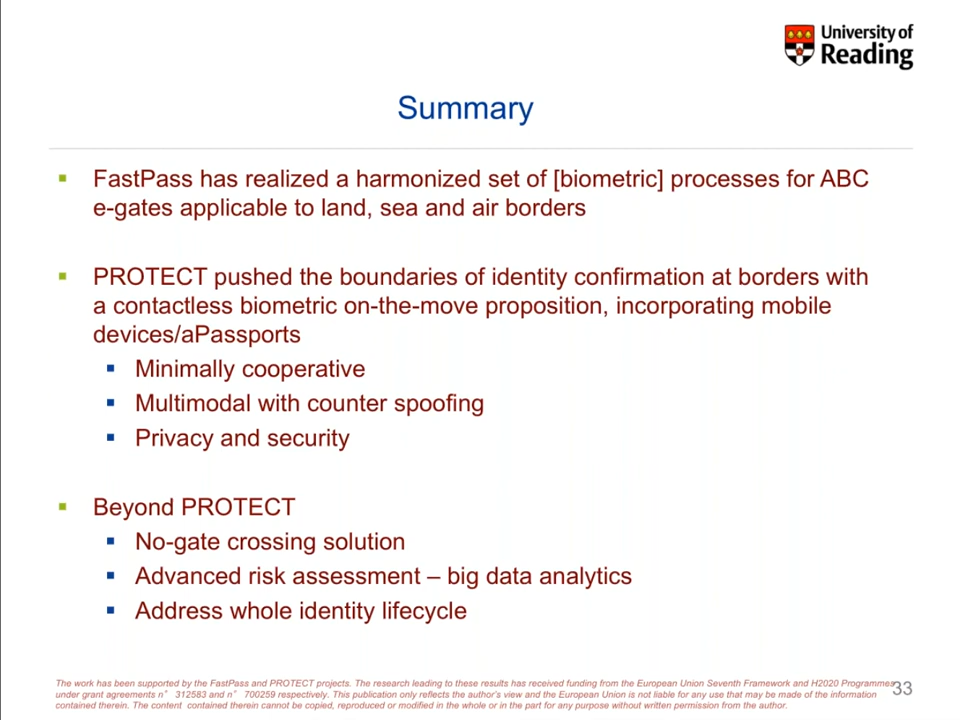 University of
Reading
Summary
FastPass has realized a harmonized set of [biometric] processes for ABC
e-gates applicable to land, sea and air borders
PROTECT pushed the boundaries of identity confirmation at borders with
a contactless biometric on-the-move proposition, incorporating mobile
devices/aPassports
Minimally cooperative
Multimodal with counter spoofing
Privacy and security
Beyond PROTECT
No-gate crossing solution
Advanced risk assessment – big data analytics
Address whole identity lifecycle
The work has been supported by the FastPass and PROTECT projects. The research leading to these results has received funding from the European Union Seventh Framework and H2020 Programmes
under grant agreements n° 312583 and n° 700259 respectively. This publication only reflects the author's view and the European Union is not liable for any use that may be made of the information
contained therein. The content contained therein cannot be copied, reproduced or modified in the whole or in the part for any purpose without written permission from the author.
33